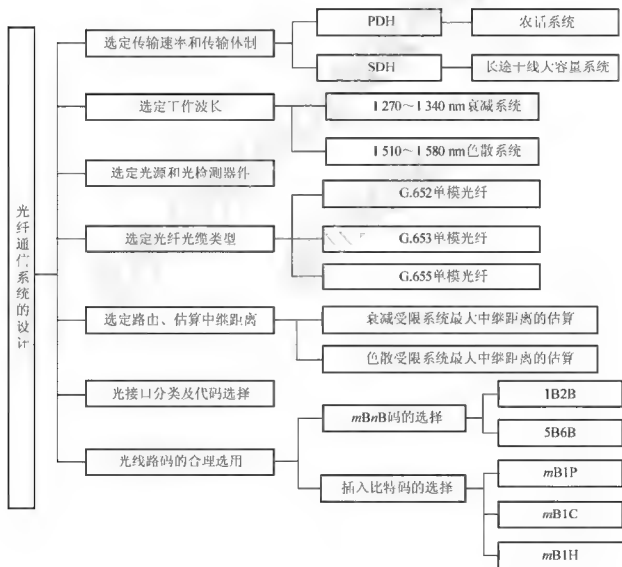 光纤通信系统的设计
选定传输速率和传输体制
PDH
农话系统
SDH
长途干线大容量系统
选定工作波长
1 270～1 340 nm衰减系统
1 510～1 580 nm色散系统
选定光源和光检测器件
选定光纤光缆类型
G.652单模光纤
G.653单模光纤
G.655单模光纤
选定路由、估算中继距离
衰减受限系统最大中继距离的估算
色散受限系统最大中继距离的估算
光接口分类及代码选择
光线路码的合理选用
mBnB码的选择
1B2B
5B6B
插入比特码的选择
mB1P
mB1C
mB1H